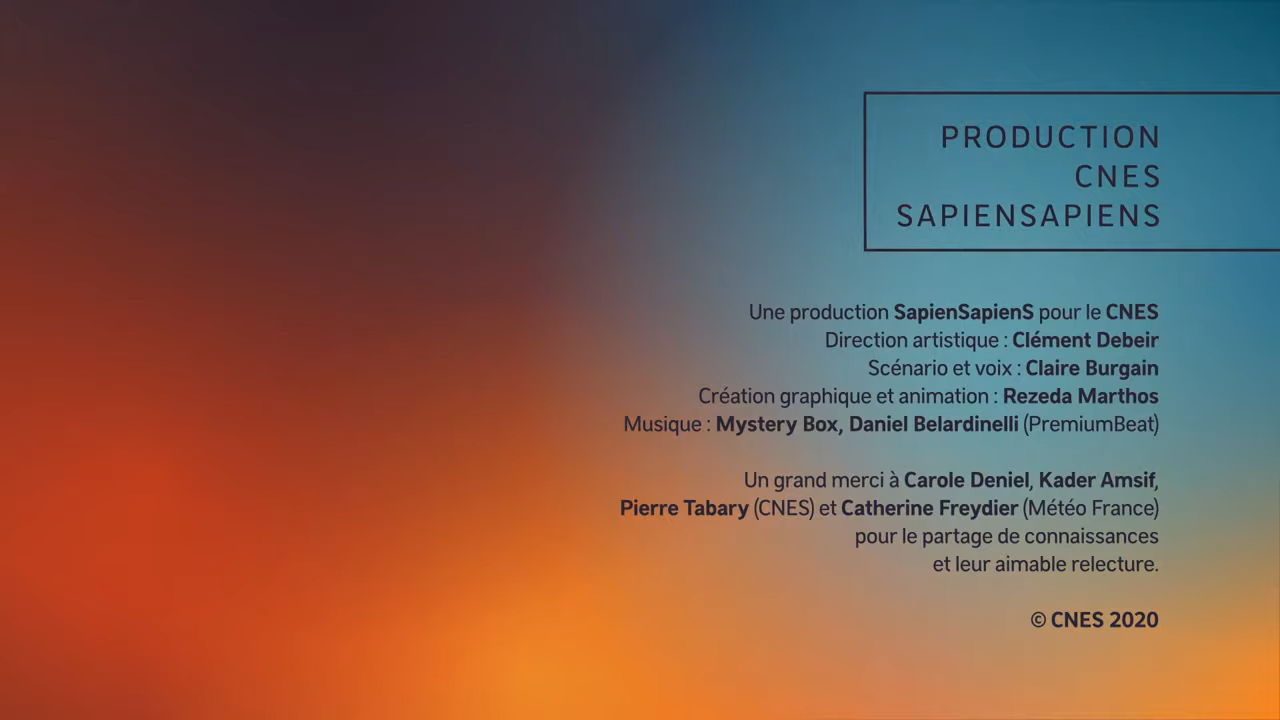 PRODUCTION
CNES
SAPIENSAPIENS
Une production SapienSapienS pour le CNES
Direction artistique : Clément Debeir
Scénario et voix : Claire Burgain
Création graphique et animation : Rezeda Marthos
Musique : Mystery Box, Daniel Belardinelli (PremiumBeat)
Un grand merci à Carole Deniel, Kader Amsif,
Pierre Tabary (CNES) et Catherine Freydier (Météo France)
pour le partage de connaissances
et leur aimable relecture.
© CNES 2020